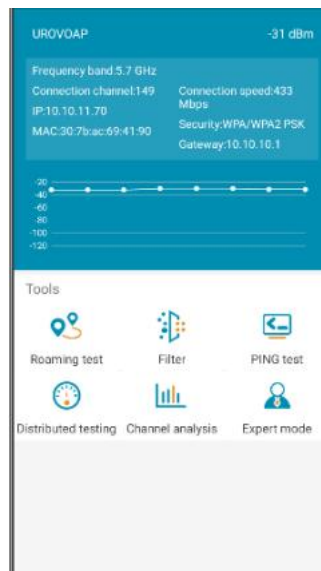 UROVOAP
-31 dBm
Frequency band:5.7 GHz
Connection channel:149
IP:10.10.11.70
MAC:30:7b:ac:69:41:90
Connection speed:433
Mbps
Security:WPA/WPA2 PSK
Gateway:10.10.10.1
-20
-40
-60
-80
-100
-120
Tools
Roaming test
Filter
PING test
Distributed testing
Channel analysis
Expert mode